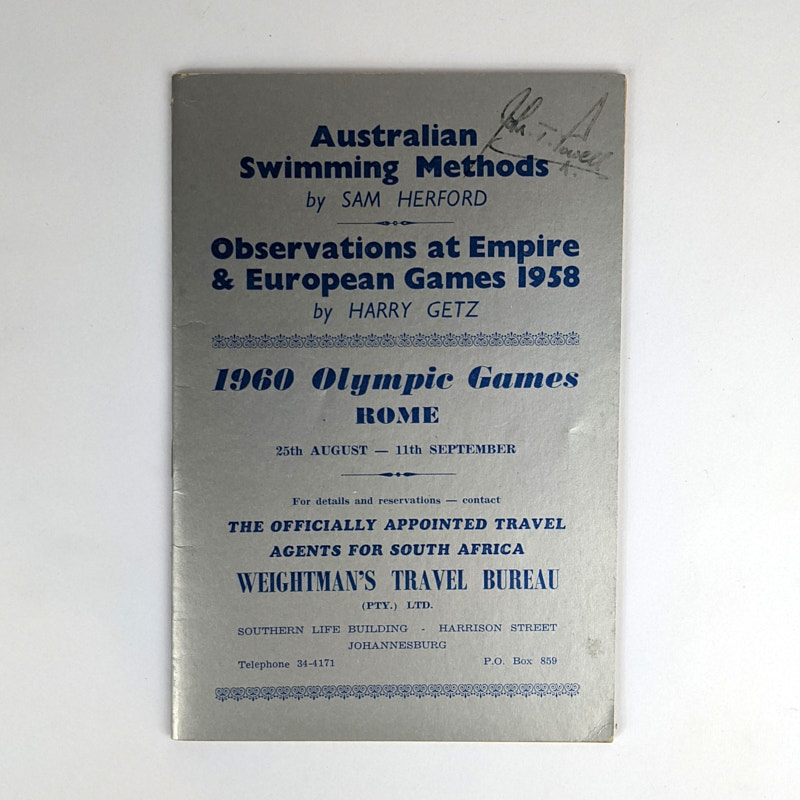 John T. Powell
Australian
Swimming Methods
by SAM HERFORD
Observations at Empire
& European Games 1958
by HARRY GETZ
1960 Olympic Games
ROME
25th AUGUST — 11th SEPTEMBER
For details and reservations — contact
THE OFFICIALLY APPOINTED TRAVEL
AGENTS FOR SOUTH AFRICA
WEIGHTMAN'S TRAVEL BUREAU
(PTY.) LTD.
SOUTHERN LIFE BUILDING - HARRISON STREET
JOHANNESBURG
Telephone 34-4171 P.O. Box 859